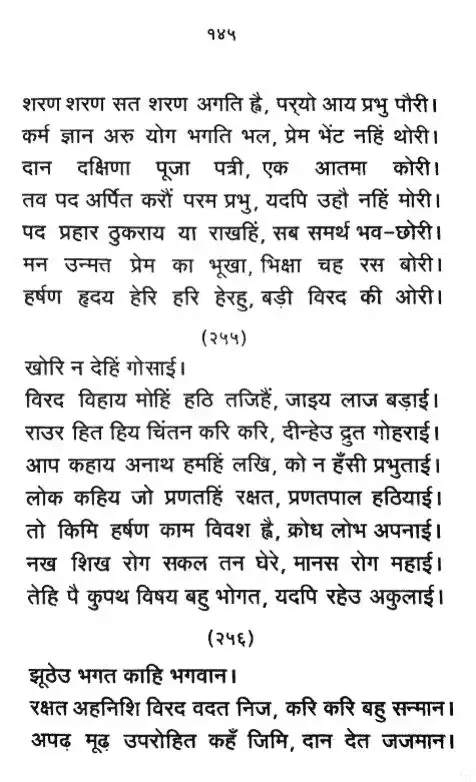 १४५
शरण शरण सत शरण अगति ह्वै, पर्‌यो आय प्रभु पौरी।
कर्म ज्ञान अरु योग भगति भल, प्रेम भेंट नहिं थोरी।
दान दक्षिणा पूजा पत्री, एक आतमा कोरी।
तव पद अर्पित करौं परम प्रभु, यदपि उहौ नहिं मोरी।
पद प्रहार ठुकराय या राखहिं, सब समर्थ भव-छोरी।
मन उन्मत्त प्रेम का भूखा, भिक्षा चह रस बोरी।
हर्षण हृदय हेरि हरि हेरहु, बड़ी विरद की ओरी।
(२५५)
खोरि न देहिं गोसाई।
विरद विहाय मोहिं हठि तजिहैं, जाइय लाज बड़ाई।
राउर हित हिय चिंतन करि करि, दीन्हेउ द्रुत गोहराई।
आप कहाय अनाथ हमहिं लखि, को न हँसी प्रभुताई।
लोक कहिय जो प्रणतहिं रक्षत, प्रणतपाल हठियाई।
तो किमि हर्षण काम विवश ह्वै, क्रोध लोभ अपनाई।
नख शिख रोग सकल तन घेरे, मानस रोग महाई।
तेहि पै कुपथ विषय बहु भोगत, यदपि रहेउ अकुलाई।
(२५६)
झूठेउ भगत काहि भगवान।
रक्षत अहनिशि विरद वदत निज, करि करि बहु सन्मान।
अपढ़ मूढ़ उपरोहित कहँ जिमि, दान देत जजमान।